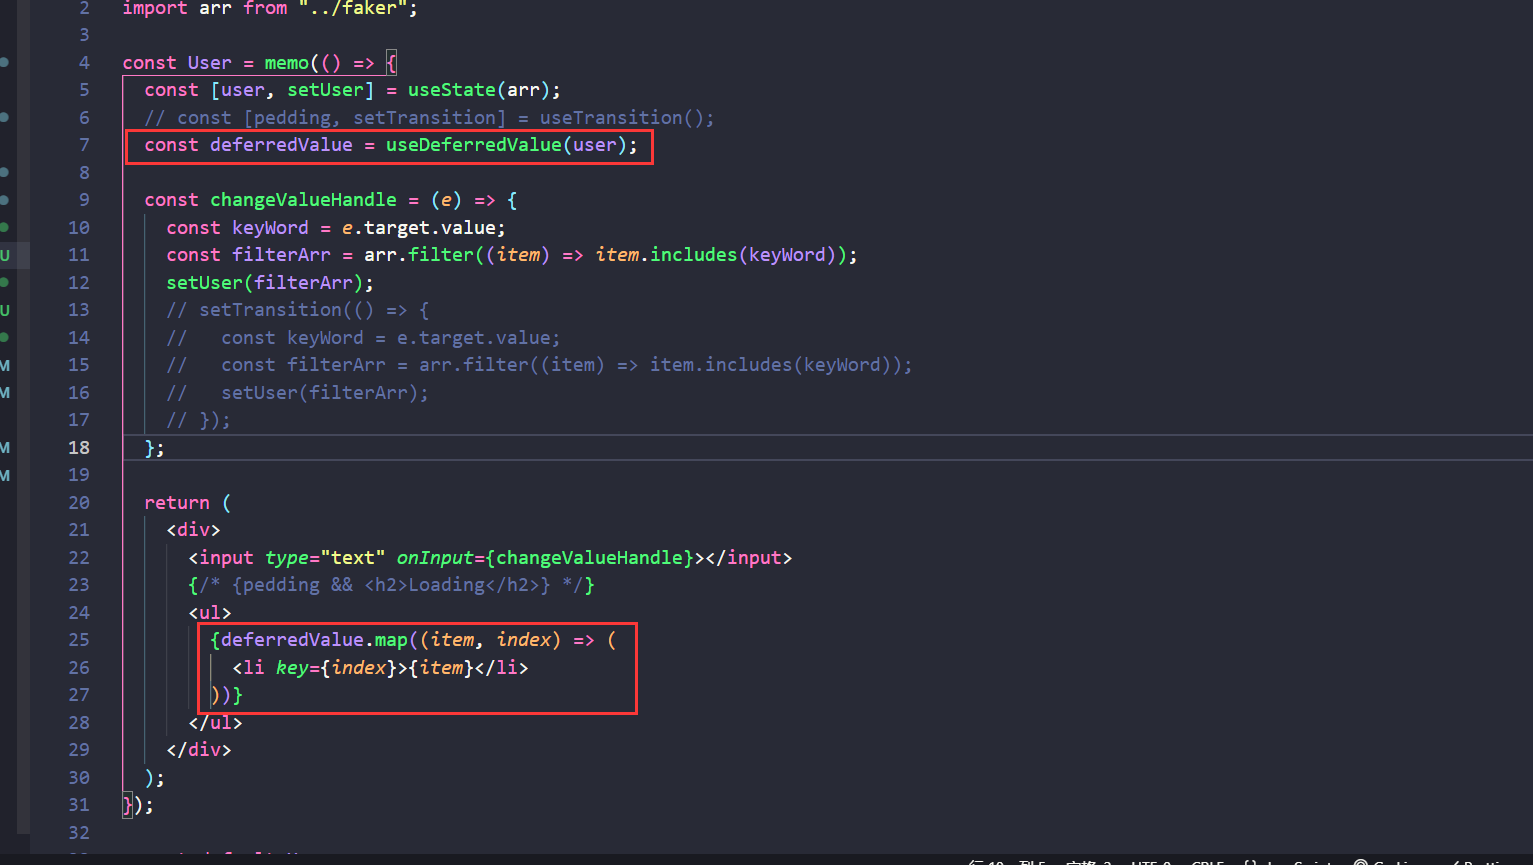 2 import arr from "../faker";
3
4 const User = memo(() => {
5 const [user, setUser] = useState(arr);
6 // const [pedding, setTransition] = useTransition();
7 const deferredValue = useDeferredValue(user);
8
9 const changeValueHandle = (e) => {
10 const keyWord = e.target.value;
11 const filterArr = arr.filter((item) => item.includes(keyWord));
12 setUser(filterArr);
13 // setTransition(() => {
14 //   const keyWord = e.target.value;
15 //   const filterArr = arr.filter((item) => item.includes(keyWord));
16 //   setUser(filterArr);
17 // });
18 };
19
20 return (
21 <div>
22 <input type="text" onInput={changeValueHandle}></input>
23 {/* {pedding && <h2>Loading</h2>} */}
24 <ul>
25 {deferredValue.map((item, index) => (
26 <li key={index}>{item}</li>
27 ))}
28 </ul>
29 </div>
30 );
31 });
32
U
U
M
M
M
M